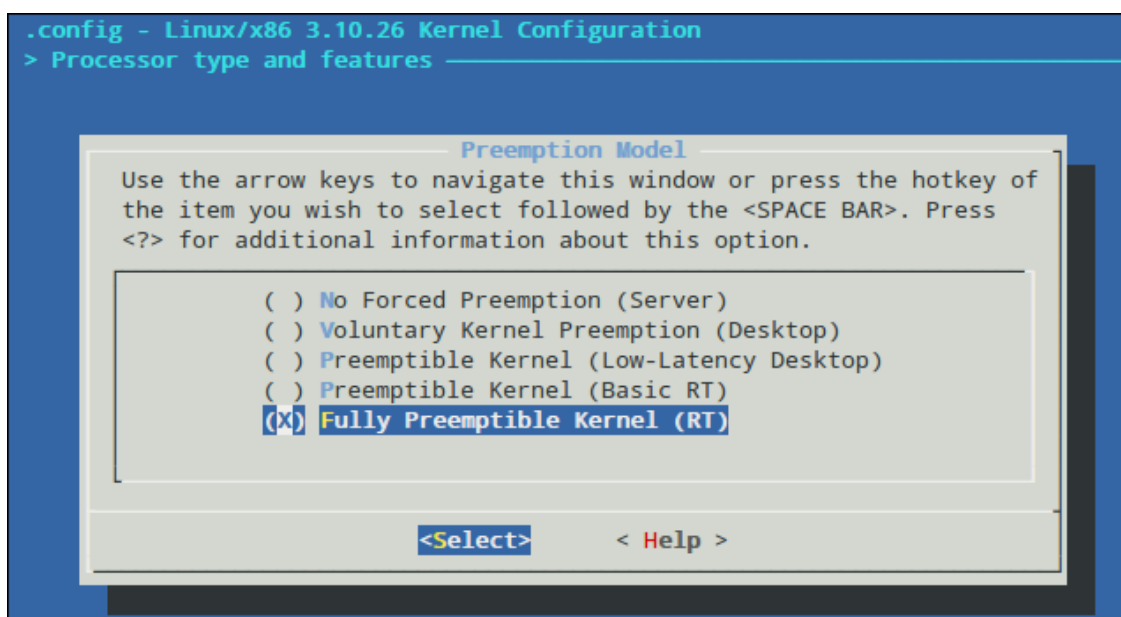 .config - Linux/x86 3.10.26 Kernel Configuration
> Processor type and features
Preemption Model
Use the arrow keys to navigate this window or press the hotkey of
the item you wish to select followed by the <SPACE BAR>. Press
<?> for additional information about this option.
( ) No Forced Preemption (Server)
( ) Voluntary Kernel Preemption (Desktop)
( ) Preemptible Kernel (Low-Latency Desktop)
( ) Preemptible Kernel (Basic RT)
(X) Fully Preemptible Kernel (RT)
<Select> < Help >